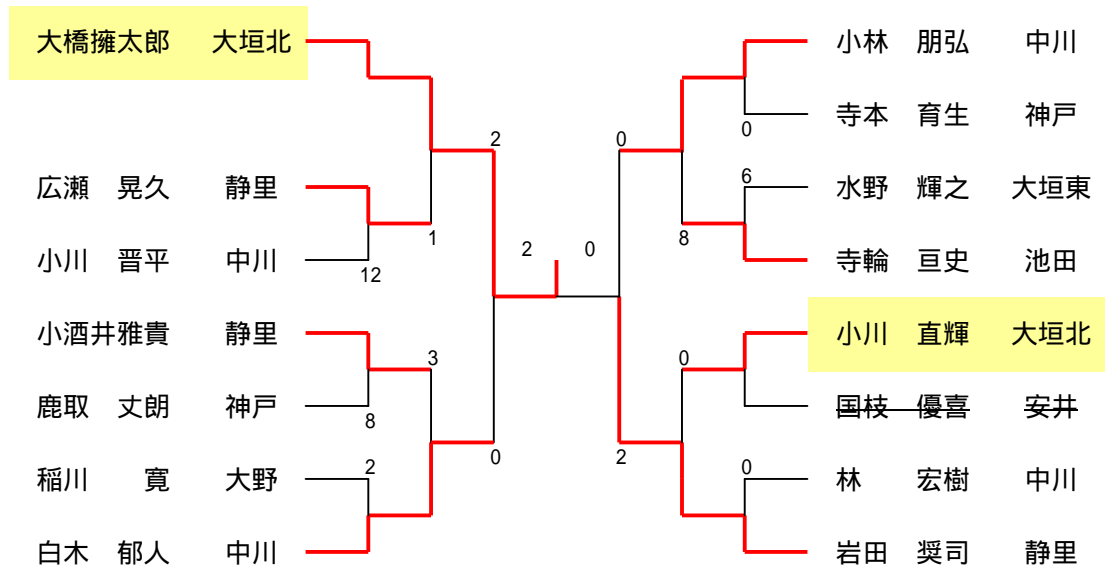 大橋擁太郎 大垣北
広瀬 晃久 静里
小川 晋平 中川
小酒井雅貴 静里
鹿取 丈朗 神戸
稲川 寛 大野
白木 郁人 中川
2
1
12
3
8
2
0
2 0
0
0
6
8
0
0
2
小林 朋弘 中川
寺本 育生 神戸
水野 輝之 大垣東
寺輪 亘史 池田
小川 直輝 大垣北
国枝 優喜 安井
林 宏樹 中川
岩田 奨司 静里